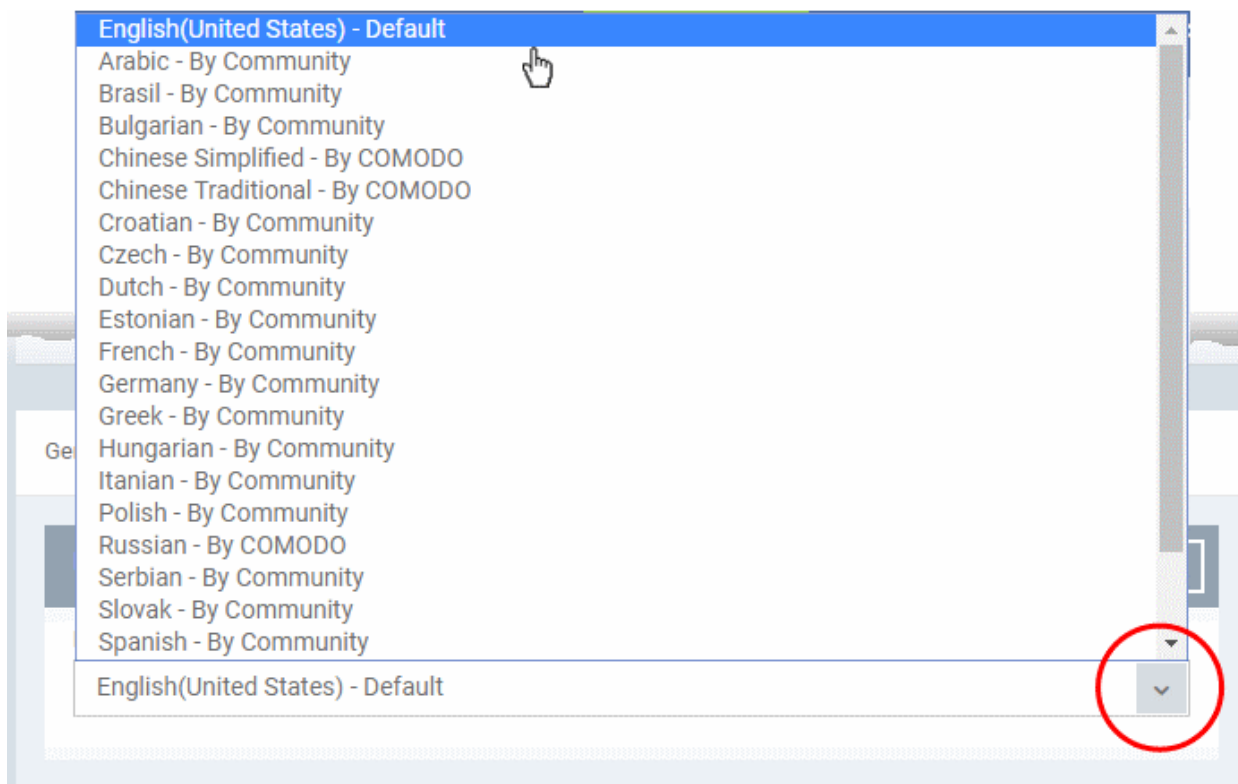 English(United States) - Default
Arabic - By Community
Brasil - By Community
Bulgarian - By Community
Chinese Simplified - By COMODO
Chinese Traditional - By COMODO
Croatian - By Community
Czech - By Community
Dutch - By Community
Estonian - By Community
French - By Community
Germany - By Community
Greek - By Community
Hungarian - By Community
Itanian - By Community
Polish - By Community
Russian - By COMODO
Serbian - By Community
Slovak - By Community
Spanish - By Community
English(United States) - Default